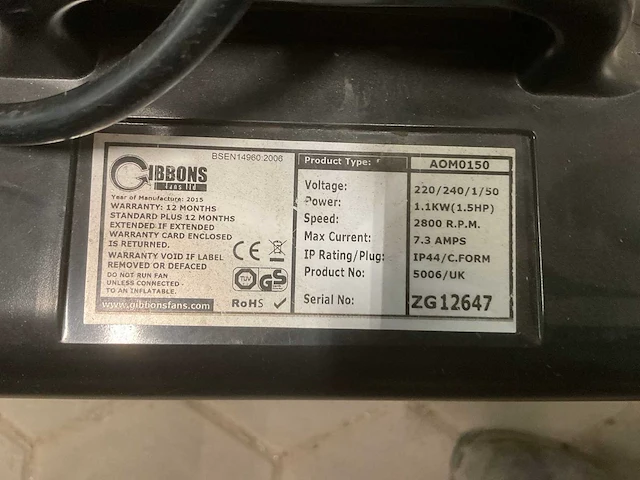 BSEN14960:2006
GIBBONS
fans ltd
Year of Manufacture: 2015
WARRANTY: 12 MONTHS
STANDARD PLUS 12 MONTHS
EXTENDED IF EXTENDED
WARRANTY CARD ENCLOSED
IS RETURNED.
WARRANTY VOID IF LABEL
REMOVED OR DEFACED
DO NOT RUN FAN
UNLESS CONNECTED -
TO AN INFLATABLE.
www.gibbonsfans.com
CE
TUV GS
RoHS ✓
Product Type: AOM0150
Voltage: 220/240/1/50
Power: 1.1KW(1.5HP)
Speed: 2800 R.P.M.
Max Current: 7.3 AMPS
IP Rating/Plug: IP44/C.FORM
Product No: 5006/UK
Serial No: ZG12647